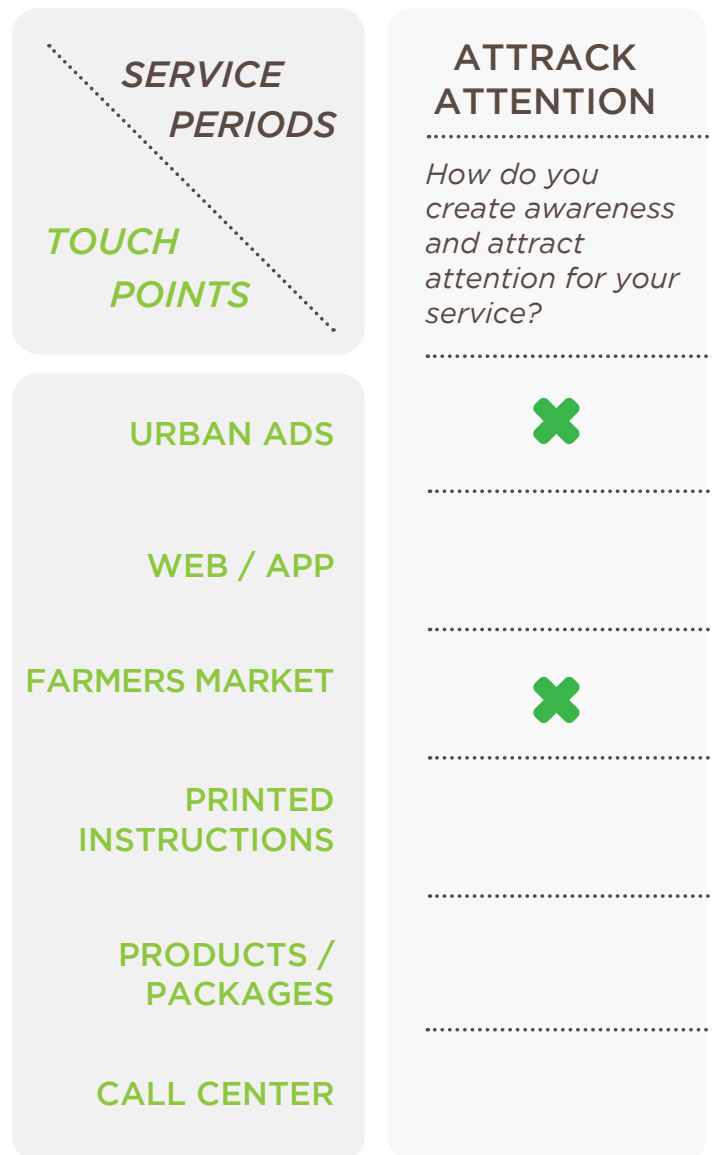 SERVICE
PERIODS
TOUCH
POINTS
ATTRACK
ATTENTION
How do you
create awareness
and attract
attention for your
service?
URBAN ADS
WEB / APP
FARMERS MARKET
PRINTED
INSTRUCTIONS
PRODUCTS /
PACKAGES
CALL CENTER